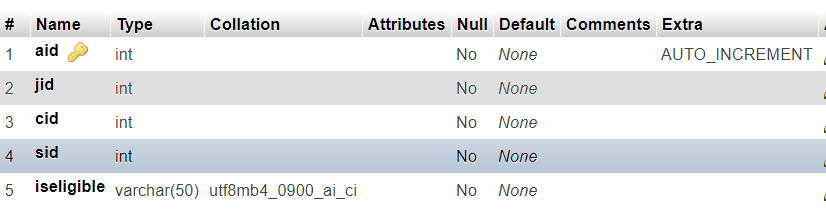 # Name Type Collation Attributes Null Default Comments Extra
1 aid int No None AUTO_INCREMENT
2 jid int No None
3 cid int No None
4 sid int No None
5 iseligible varchar(50) utf8mb4_0900_ai_ci No None